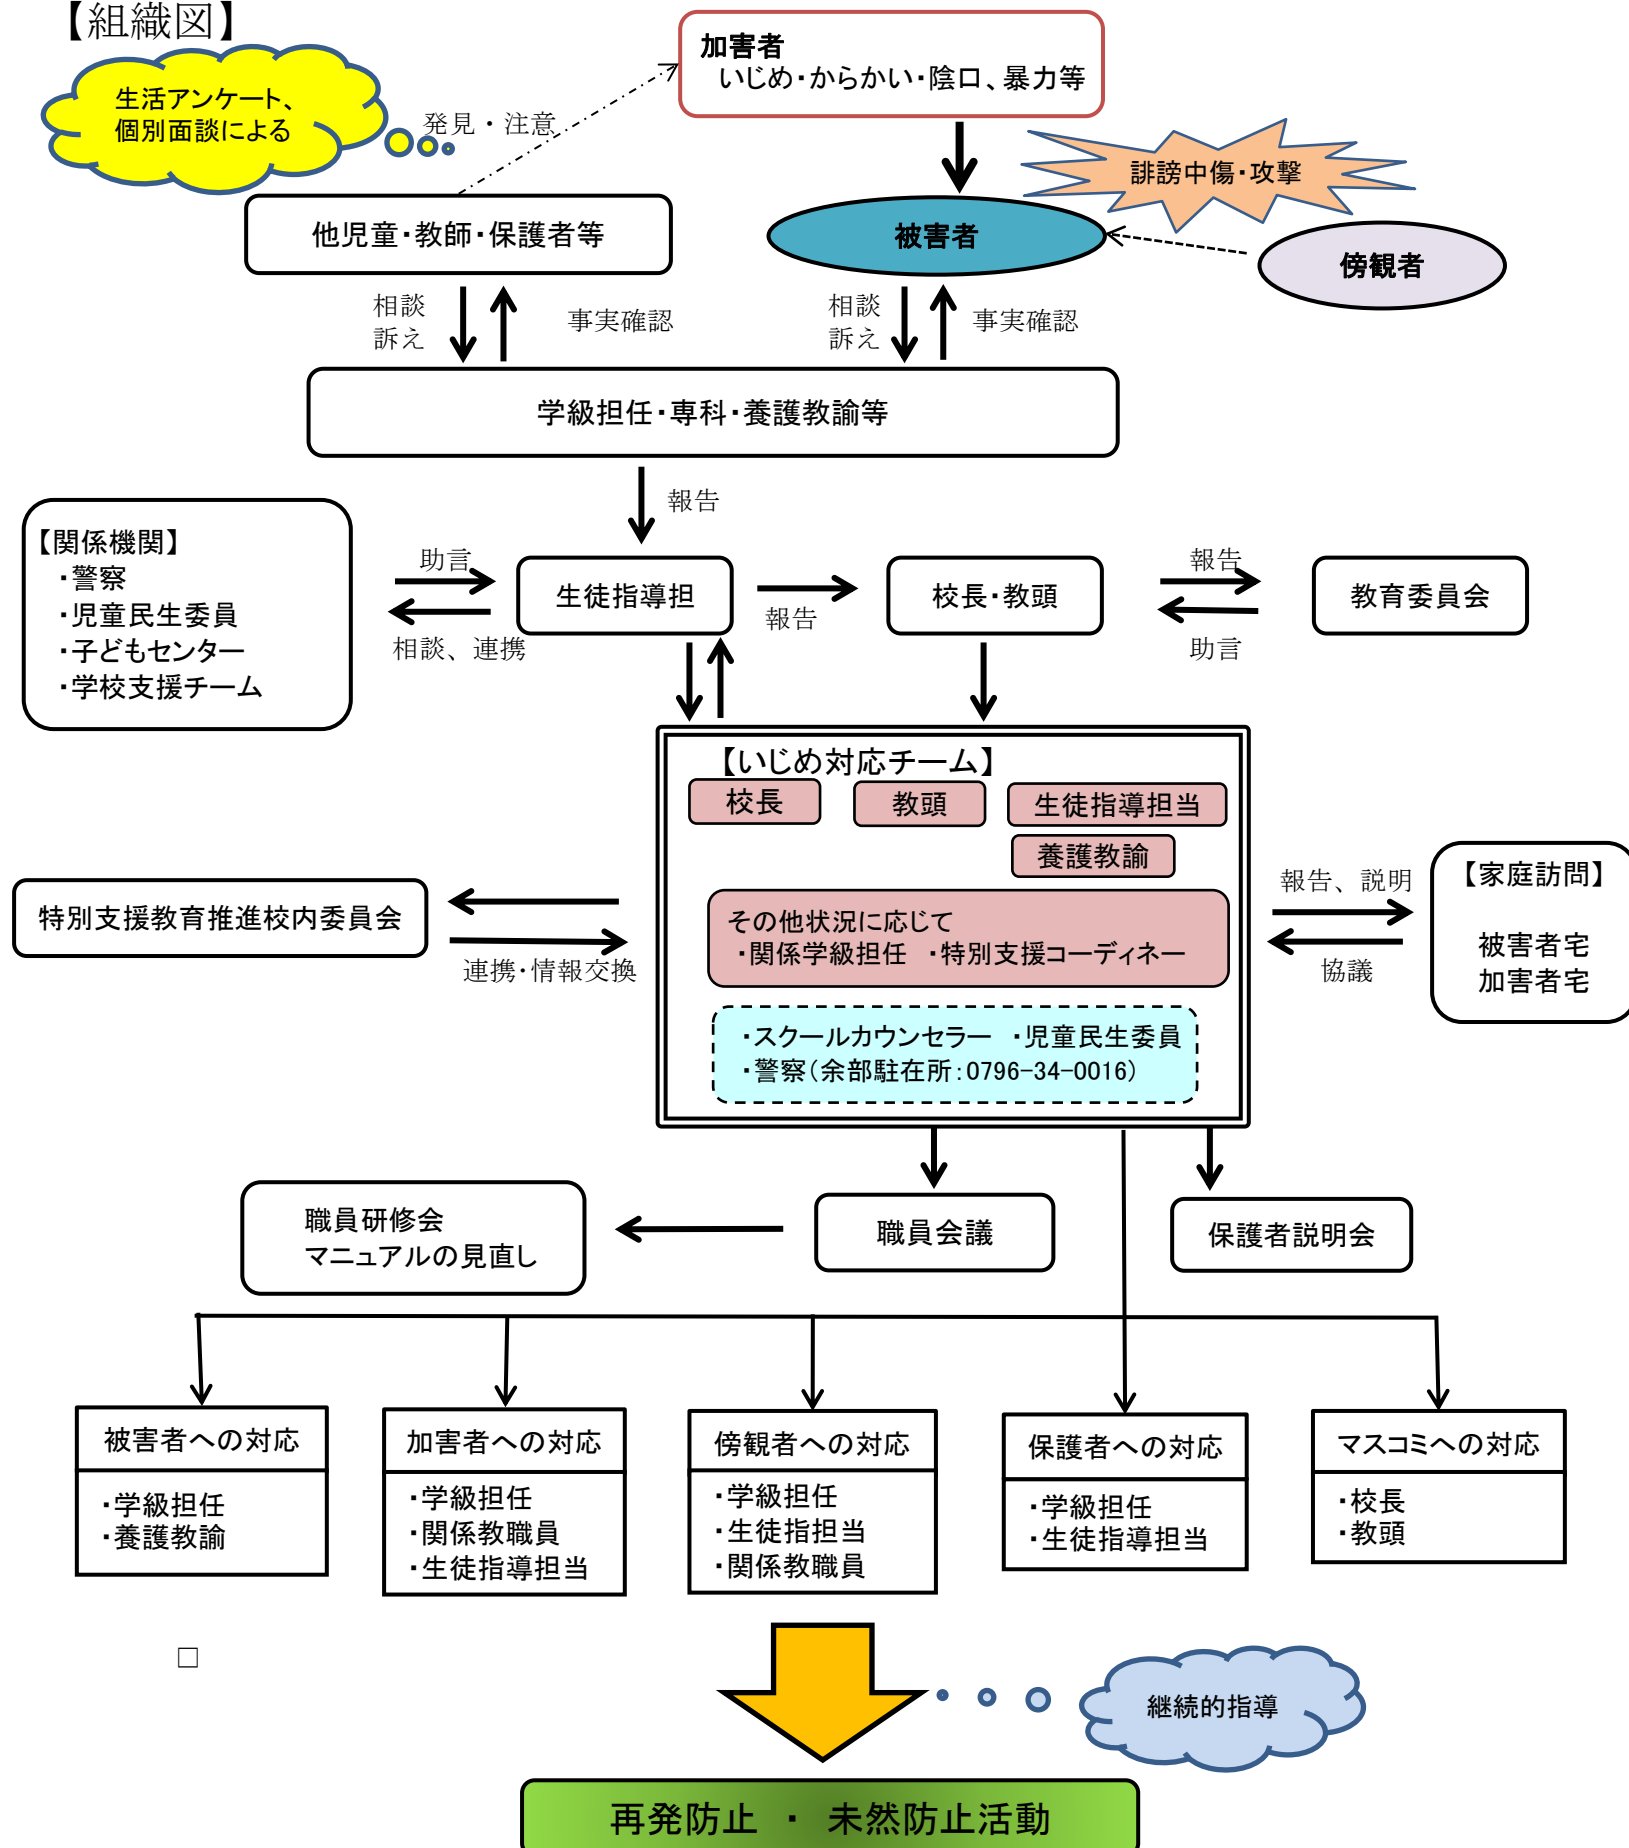 【組織図】
加害者
いじめ・からかい・陰口、暴力等
生活アンケート、
個別面談による
発見・注意
誹謗中傷・攻撃
他児童・教師・保護者等
被害者
傍観者
相談
訴え
事実確認
相談
訴え
事実確認
学級担任・専科・養護教諭等
報告
【関係機関】
・警察
・児童民生委員
・子どもセンター
・学校支援チーム
助言
相談、連携
生徒指導担
報告
校長・教頭
報告
助言
教育委員会
【いじめ対応チーム】
校長
教頭
生徒指導担当
養護教諭
その他状況に応じて
・関係学級担任 ・特別支援コーディネー
・スクールカウンセラー ・児童民生委員
・警察（余部駐在所：0796-34-0016）
特別支援教育推進校内委員会
連携・情報交換
報告、説明
協議
【家庭訪問】
被害者宅
加害者宅
職員研修会
マニュアルの見直し
職員会議
保護者説明会
被害者への対応
・学級担任
・養護教諭
加害者への対応
・学級担任
・関係教職員
・生徒指導担当
傍観者への対応
・学級担任
・生徒指担当
・関係教職員
保護者への対応
・学級担任
・生徒指導担当
マスコミへの対応
・校長
・教頭
継続的指導
再発防止 ・ 未然防止活動